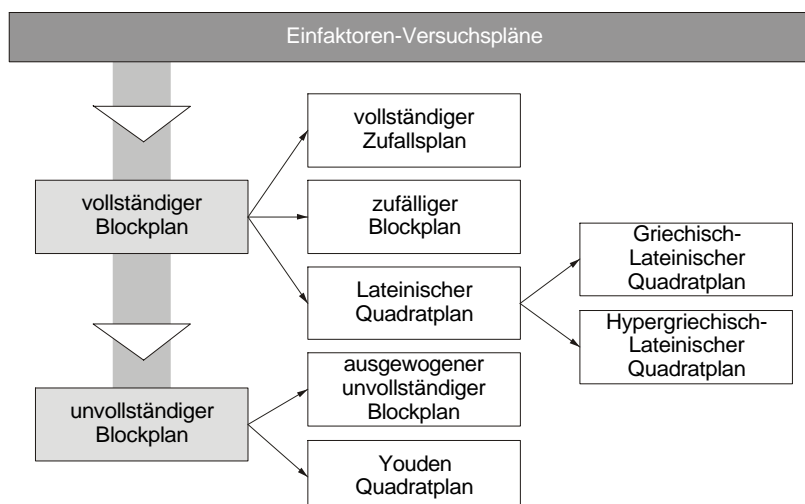 Einfaktoren-Versuchspläne
vollständiger
Zufallsplan
vollständiger
Blockplan
zufälliger
Blockplan
Lateinischer
Quadratplan
Griechisch-
Lateinischer
Quadratplan
Hypergriechisch-
Lateinischer
Quadratplan
unvollständiger
Blockplan
ausgewogener
unvollständiger
Blockplan
Youden
Quadratplan